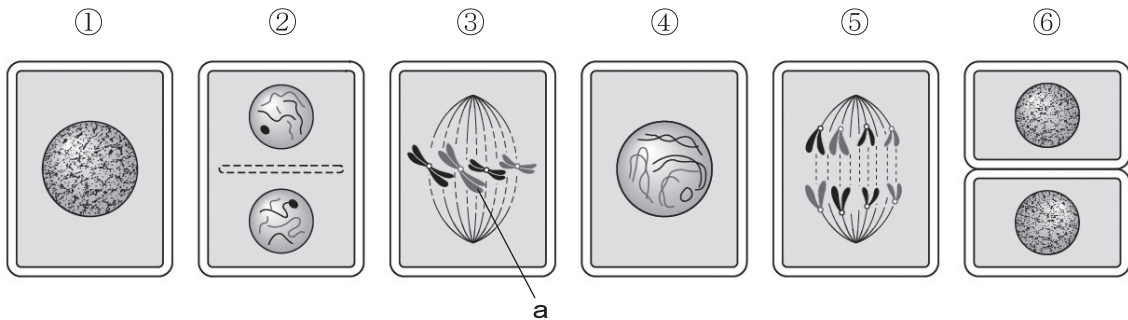 ① ② ③ ④ ⑤ ⑥
a